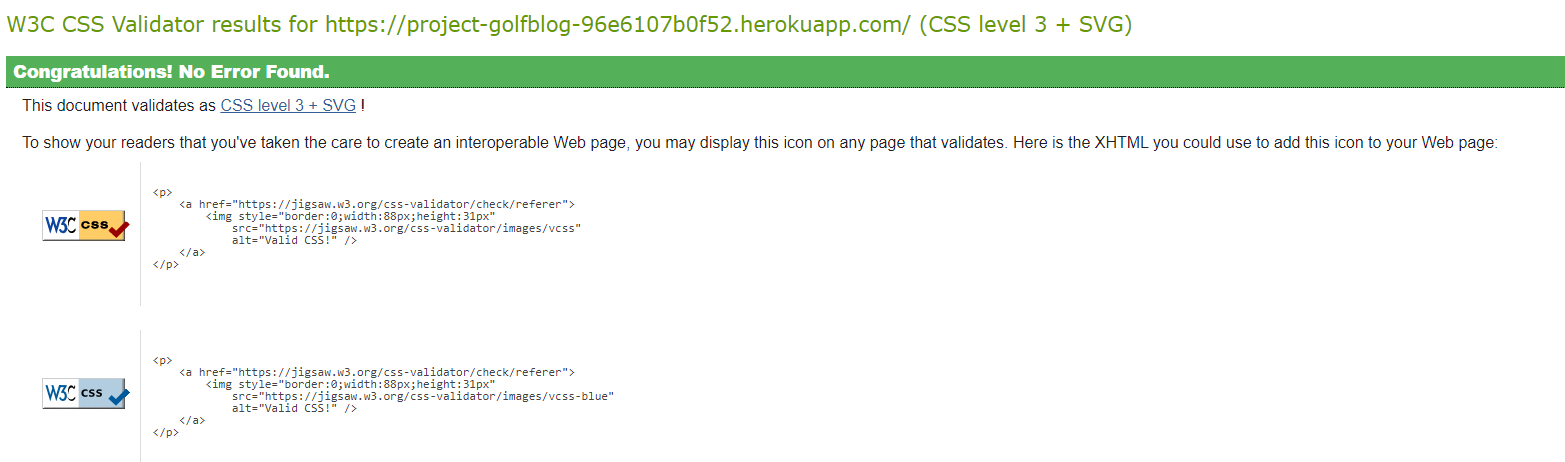 W3C CSS Validator results for https://project-golfblog-96e6107b0f52.herokuapp.com/ (CSS level 3 + SVG)
Congratulations! No Error Found.
This document validates as CSS level 3 + SVG !
To show your readers that you've taken the care to create an interoperable Web page, you may display this icon on any page that validates. Here is the XHTML you could use to add this icon to your Web page:
W3C css
<p>
    <a href="https://jigsaw.w3.org/css-validator/check/referer">
        <img style="border:0;width:88px;height:31px"
            src="https://jigsaw.w3.org/css-validator/images/vcss"
            alt="Valid CSS!" />
    </a>
</p>
W3C css
<p>
    <a href="https://jigsaw.w3.org/css-validator/check/referer">
        <img style="border:0;width:88px;height:31px"
            src="https://jigsaw.w3.org/css-validator/images/vcss-blue"
            alt="Valid CSS!" />
    </a>
</p>